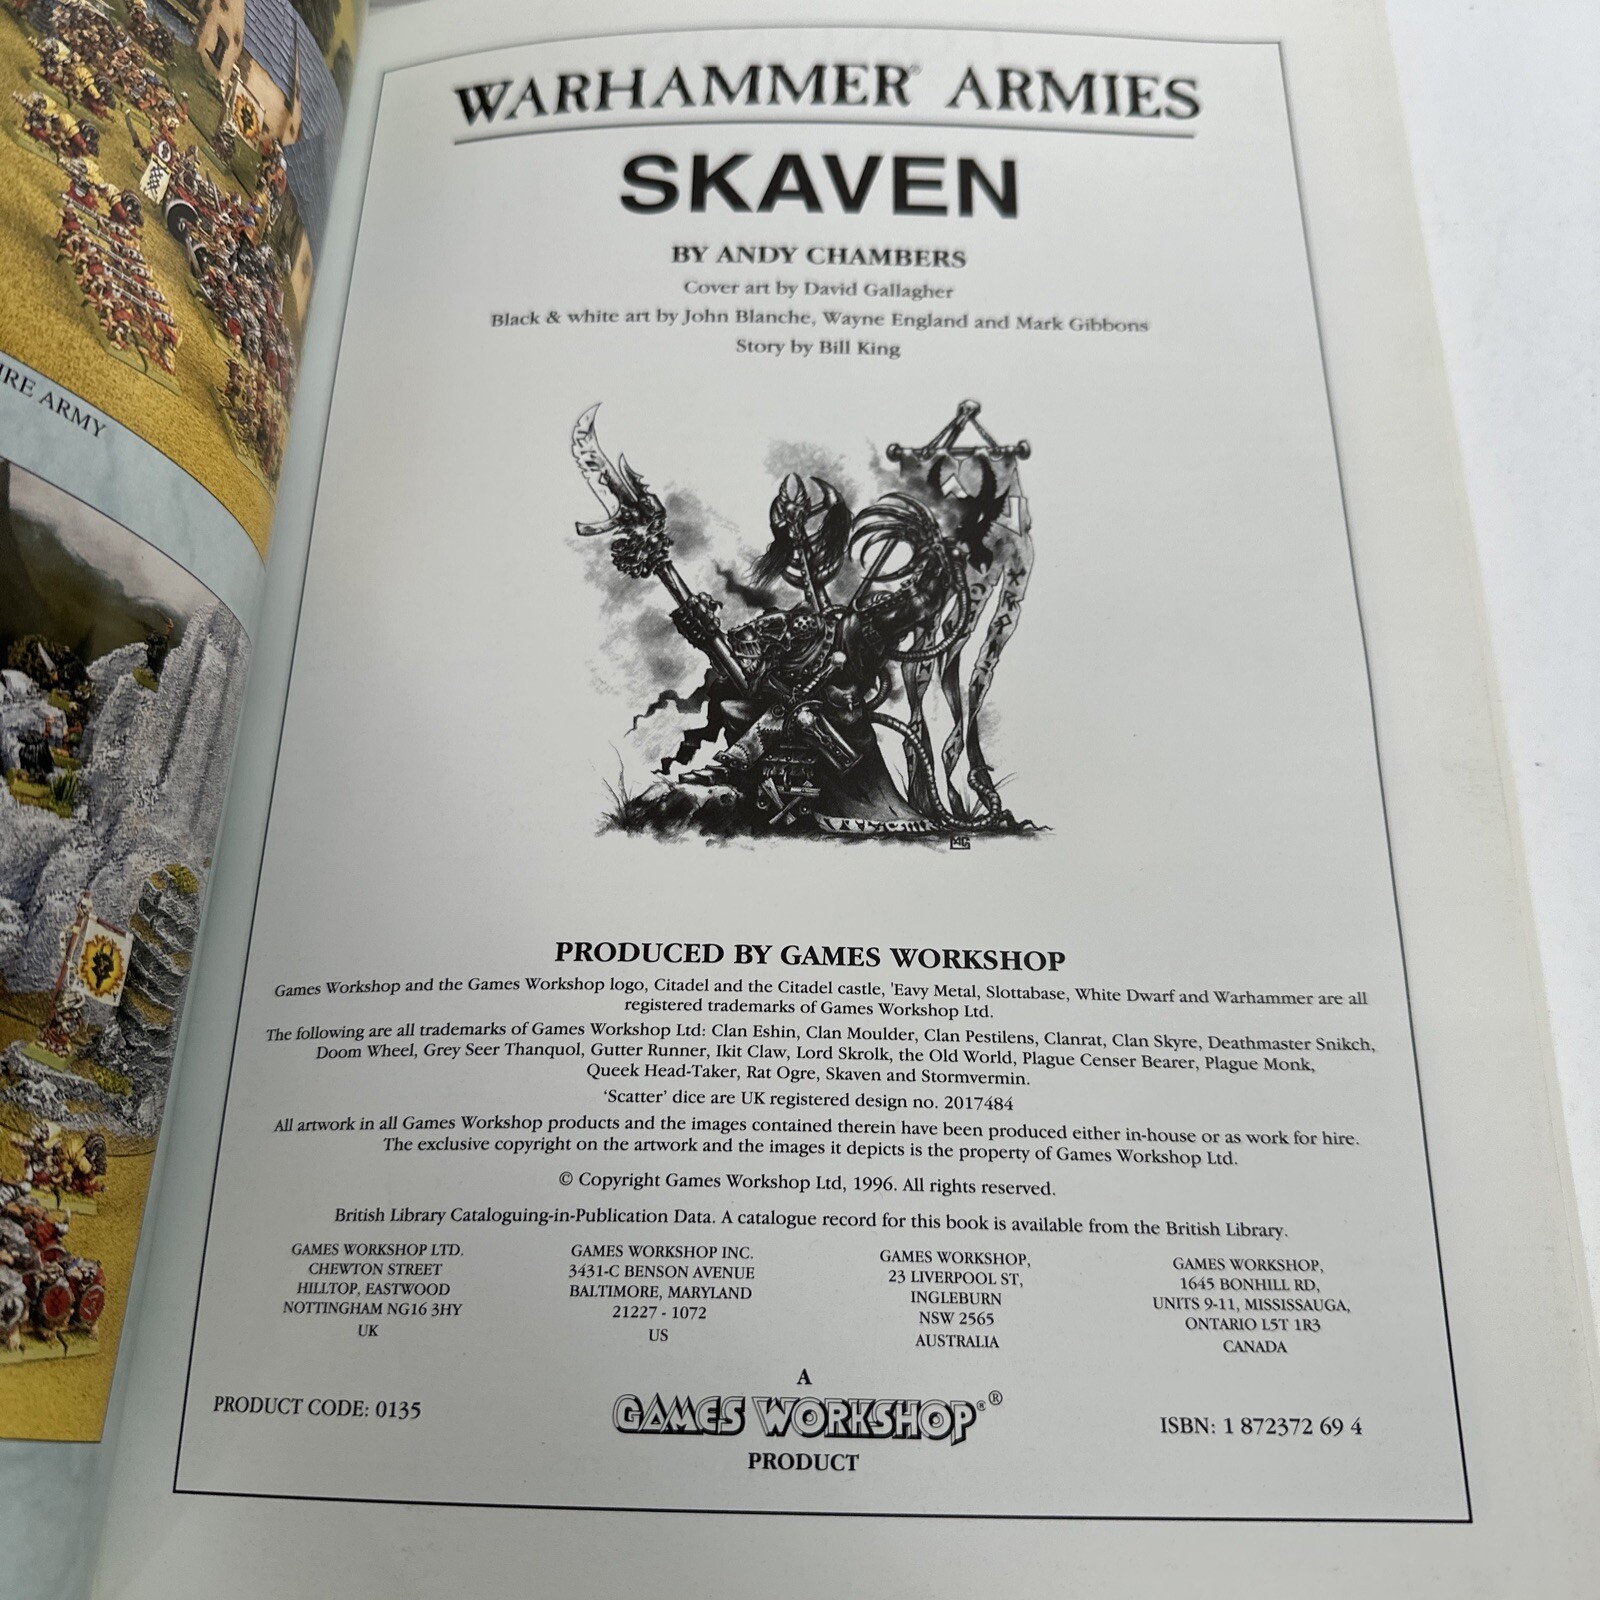 IRE ARMY
WARHAMMER® ARMIES
SKAVEN
BY ANDY CHAMBERS
Cover art by David Gallagher
Black & white art by John Blanche, Wayne England and Mark Gibbons
Story by Bill King
PRODUCED BY GAMES WORKSHOP
Games Workshop and the Games Workshop logo, Citadel and the Citadel castle, 'Eavy Metal, Slottabase, White Dwarf and Warhammer are all
registered trademarks of Games Workshop Ltd.
The following are all trademarks of Games Workshop Ltd: Clan Eshin, Clan Moulder, Clan Pestilens, Clanrat, Clan Skyre, Deathmaster Snikch,
Doom Wheel, Grey Seer Thanquol, Gutter Runner, Ikit Claw, Lord Skrolk, the Old World, Plague Censer Bearer, Plague Monk,
Queek Head-Taker, Rat Ogre, Skaven and Stormvermin.
‘Scatter’ dice are UK registered design no. 2017484
All artwork in all Games Workshop products and the images contained therein have been produced either in-house or as work for hire.
The exclusive copyright on the artwork and the images it depicts is the property of Games Workshop Ltd.
© Copyright Games Workshop Ltd, 1996. All rights reserved.
British Library Cataloguing-in-Publication Data. A catalogue record for this book is available from the British Library.
GAMES WORKSHOP LTD.
CHEWTON STREET
HILLTOP, EASTWOOD
NOTTINGHAM NG16 3HY
UK
GAMES WORKSHOP INC.
3431-C BENSON AVENUE
BALTIMORE, MARYLAND
21227 - 1072
US
GAMES WORKSHOP,
23 LIVERPOOL ST,
INGLEBURN
NSW 2565
AUSTRALIA
GAMES WORKSHOP,
1645 BONHILL RD,
UNITS 9-11, MISSISSAUGA,
ONTARIO L5T 1R3
CANADA
PRODUCT CODE: 0135
A
GAMES WORKSHOP®®
PRODUCT
ISBN: 1 872372 69 4